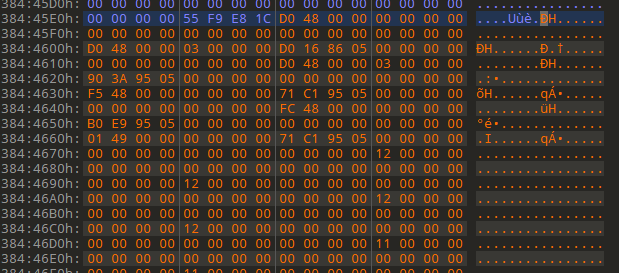 384:45D0h: 00 00 00 00 00 00 00 00 00 00 00 00 00 00 00 00 ................
384:45E0h: 00 00 00 00 55 F9 E8 1C D0 48 00 00 00 00 00 00 ....Uùè.ÐH......
384:45F0h: 00 00 00 00 00 00 00 00 00 00 00 00 00 00 00 00 ................
384:4600h: D0 48 00 00 03 00 00 00 D0 16 86 05 00 00 00 00 ÐH......Ð.†.....
384:4610h: 00 00 00 00 00 00 00 00 D0 48 00 00 03 00 00 00 ........ÐH......
384:4620h: 90 3A 95 05 00 00 00 00 00 00 00 00 00 00 00 00 .:•.............
384:4630h: F5 48 00 00 00 00 00 00 71 C1 95 05 00 00 00 00 õH......qÁ•.....
384:4640h: 00 00 00 00 00 00 00 00 FC 48 00 00 00 00 00 00 ........üH......
384:4650h: B0 E9 95 05 00 00 00 00 00 00 00 00 00 00 00 00 °é•.............
384:4660h: 01 49 00 00 00 00 00 00 71 C1 95 05 00 00 00 00 .I......qÁ•.....
384:4670h: 00 00 00 00 00 00 00 00 00 00 00 00 12 00 00 00 ................
384:4680h: 00 00 00 00 00 00 00 00 00 00 00 00 00 00 00 00 ................
384:4690h: 00 00 00 00 12 00 00 00 00 00 00 00 00 00 00 00 ................
384:46A0h: 00 00 00 00 00 00 00 00 00 00 00 00 12 00 00 00 ................
384:46B0h: 00 00 00 00 00 00 00 00 00 00 00 00 00 00 00 00 ................
384:46C0h: 00 00 00 00 12 00 00 00 00 00 00 00 00 00 00 00 ................
384:46D0h: 00 00 00 00 00 00 00 00 00 00 00 00 11 00 00 00 ................
384:46E0h: 00 00 00 00 00 00 00 00 00 00 00 00 00 00 00 00 ................
384:46F0h: 00 00 00 00 11 00 00 00 00 00 00 00 00 00 00 00